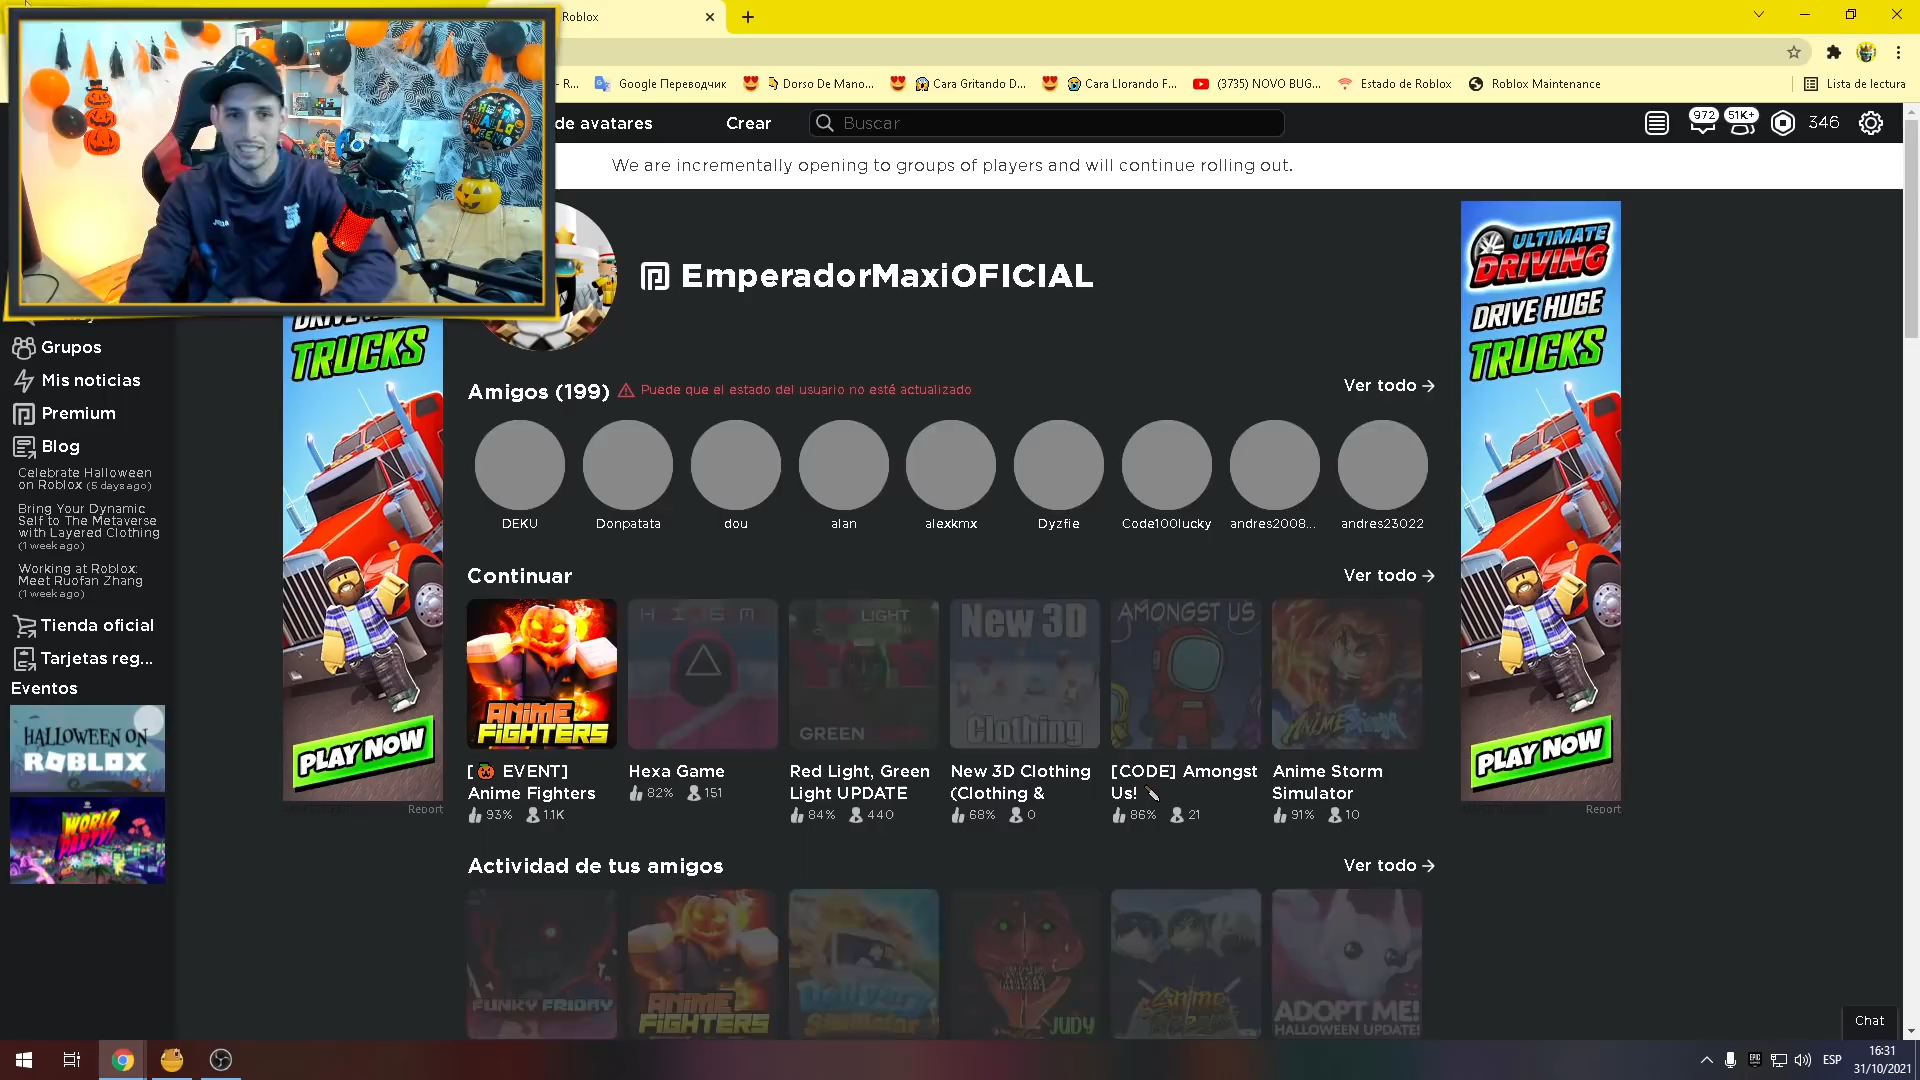 Roblox
- R...
Google Переводчик
Dorso De Mano...
Cara Gritando D...
Cara Llorando F...
(3735) NOVO BUG...
Estado de Roblox
Roblox Maintenance
Lista de lectura
de avatares
Crear
Buscar
972
51K+
346
We are incrementally opening to groups of players and will continue rolling out.
EmperadorMaxiOFICIAL
Grupos
Mis noticias
Premium
Blog
Celebrate Halloween
on Roblox (5 days ago)
Bring Your Dynamic
Self to The Metaverse
with Layered Clothing
(1 week ago)
Working at Roblox:
Meet Ruofan Zhang
(1 week ago)
Tienda oficial
Tarjetas reg...
Eventos
HALLOWEEN ON
ROBLOX
WORLD
PARTY!
TRUCKS
PLAY NOW
Report
Amigos (199)
Puede que el estado del usuario no esté actualizado
Ver todo
DEKU
Donpatata
dou
alan
alexkmx
Dyzfie
Code100lucky
andres2008...
andres23022
Continuar
Ver todo
ANIME
FIGHTERS
LIGHT
GREEN
New 3D
Clothing
AMONGST US
[ EVENT]
Anime Fighters
93%
1.1K
Hexa Game
82%
151
Red Light, Green
Light UPDATE
84%
440
New 3D Clothing
(Clothing &
68%
0
[CODE] Amongst
Us!
86%
21
Anime Storm
Simulator
91%
10
Actividad de tus amigos
Ver todo
FUNKY FRIDAY
ANIME
FIGHTERS
Delivery
Simulator
JUDY
ADOPT ME!
HALLOWEEN UPDATE!
ULTIMATE
DRIVING
DRIVE HUGE
TRUCKS
PLAY NOW
Report
Chat
ESP
16:31
31/10/2021